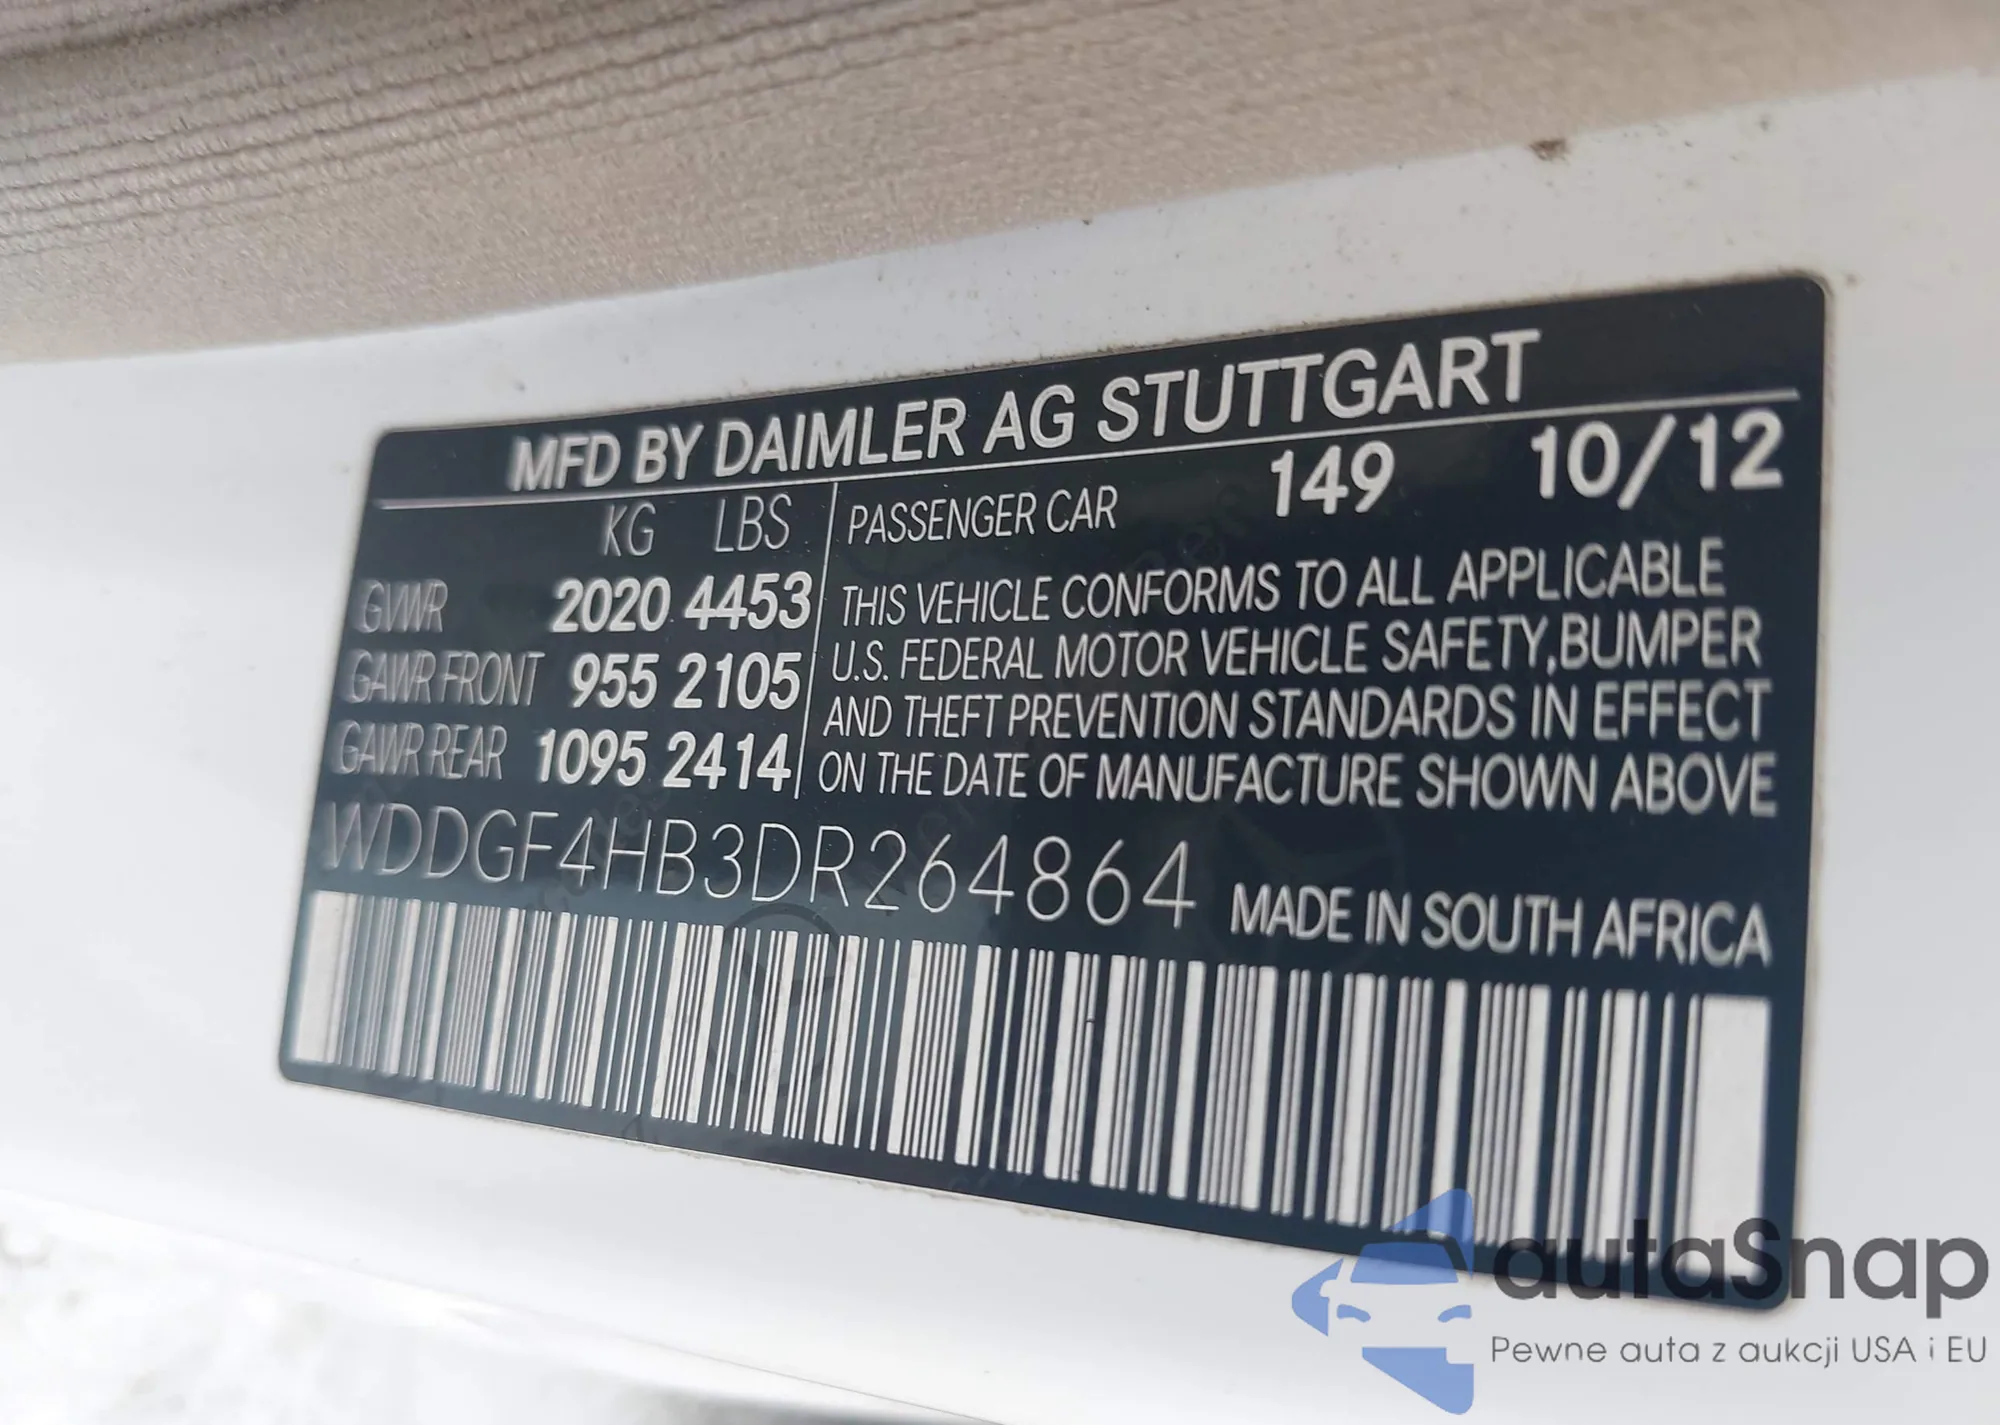 MFD BY DAIMLER AG STUTTGART
KG LBS
PASSENGER CAR 149 10/12
GVWR 2020 4453
GAWR FRONT 955 2105
GAWR REAR 1095 2414
THIS VEHICLE CONFORMS TO ALL APPLICABLE
U.S. FEDERAL MOTOR VEHICLE SAFETY,BUMPER
AND THEFT PREVENTION STANDARDS IN EFFECT
ON THE DATE OF MANUFACTURE SHOWN ABOVE
WDDGF4HB3DR264864 MADE IN SOUTH AFRICA
autaSnap
Pewne auta z aukcji USA i EU